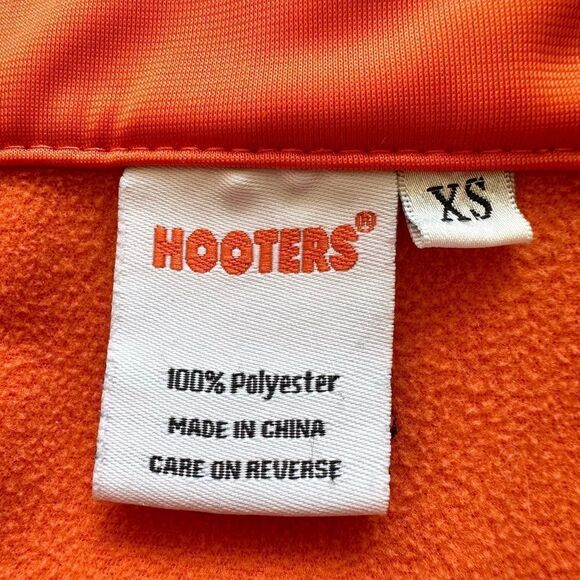 HOOTERS®
XS
100% Polyester
MADE IN CHINA
CARE ON REVERSE